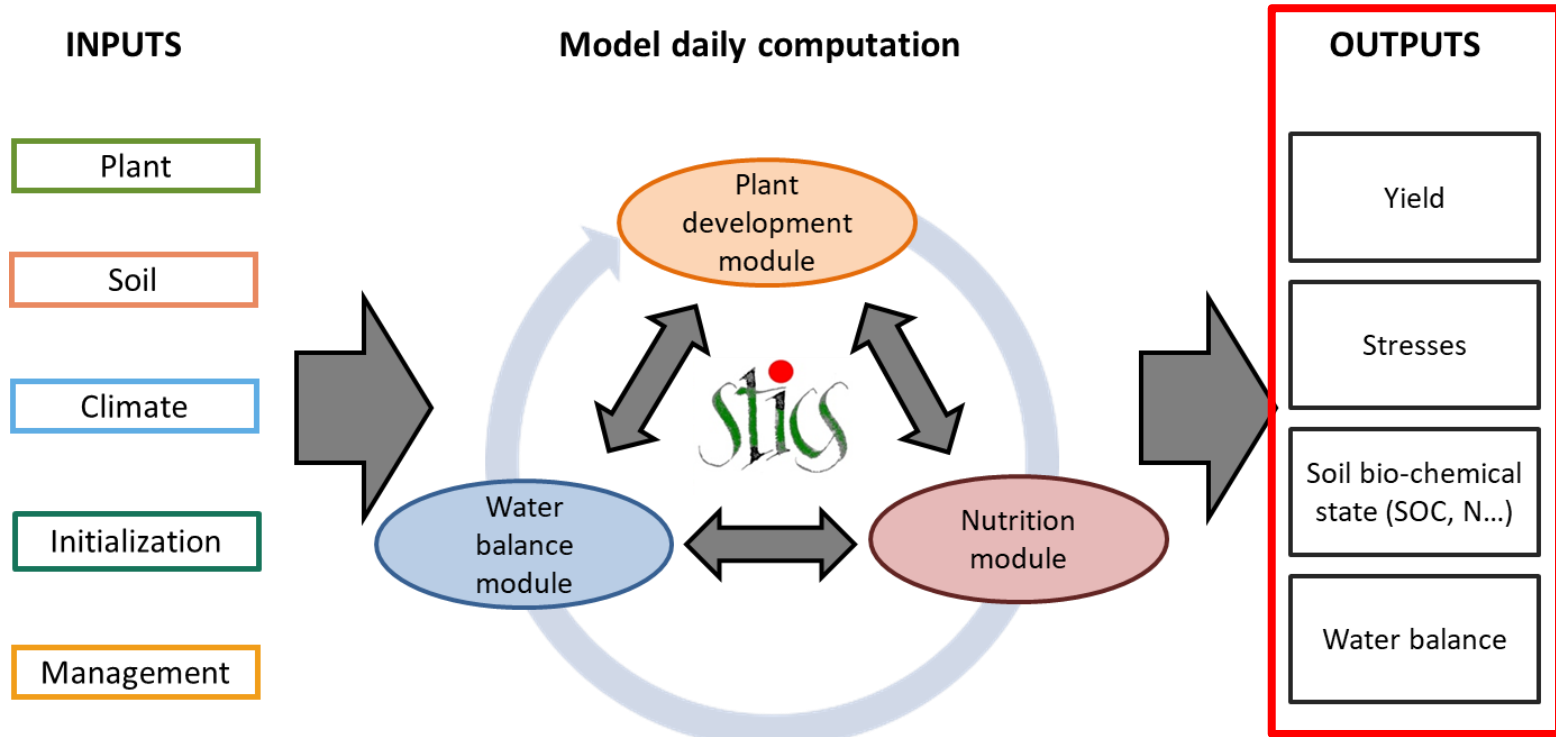 INPUTS
Plant
Soil
Climate
Initialization
Management
Model daily computation
Plant
development
module
stics
Water
balance
module
Nutrition
module
OUTPUTS
Yield
Stresses
Soil bio-chemical
state (SOC, N...)
Water balance